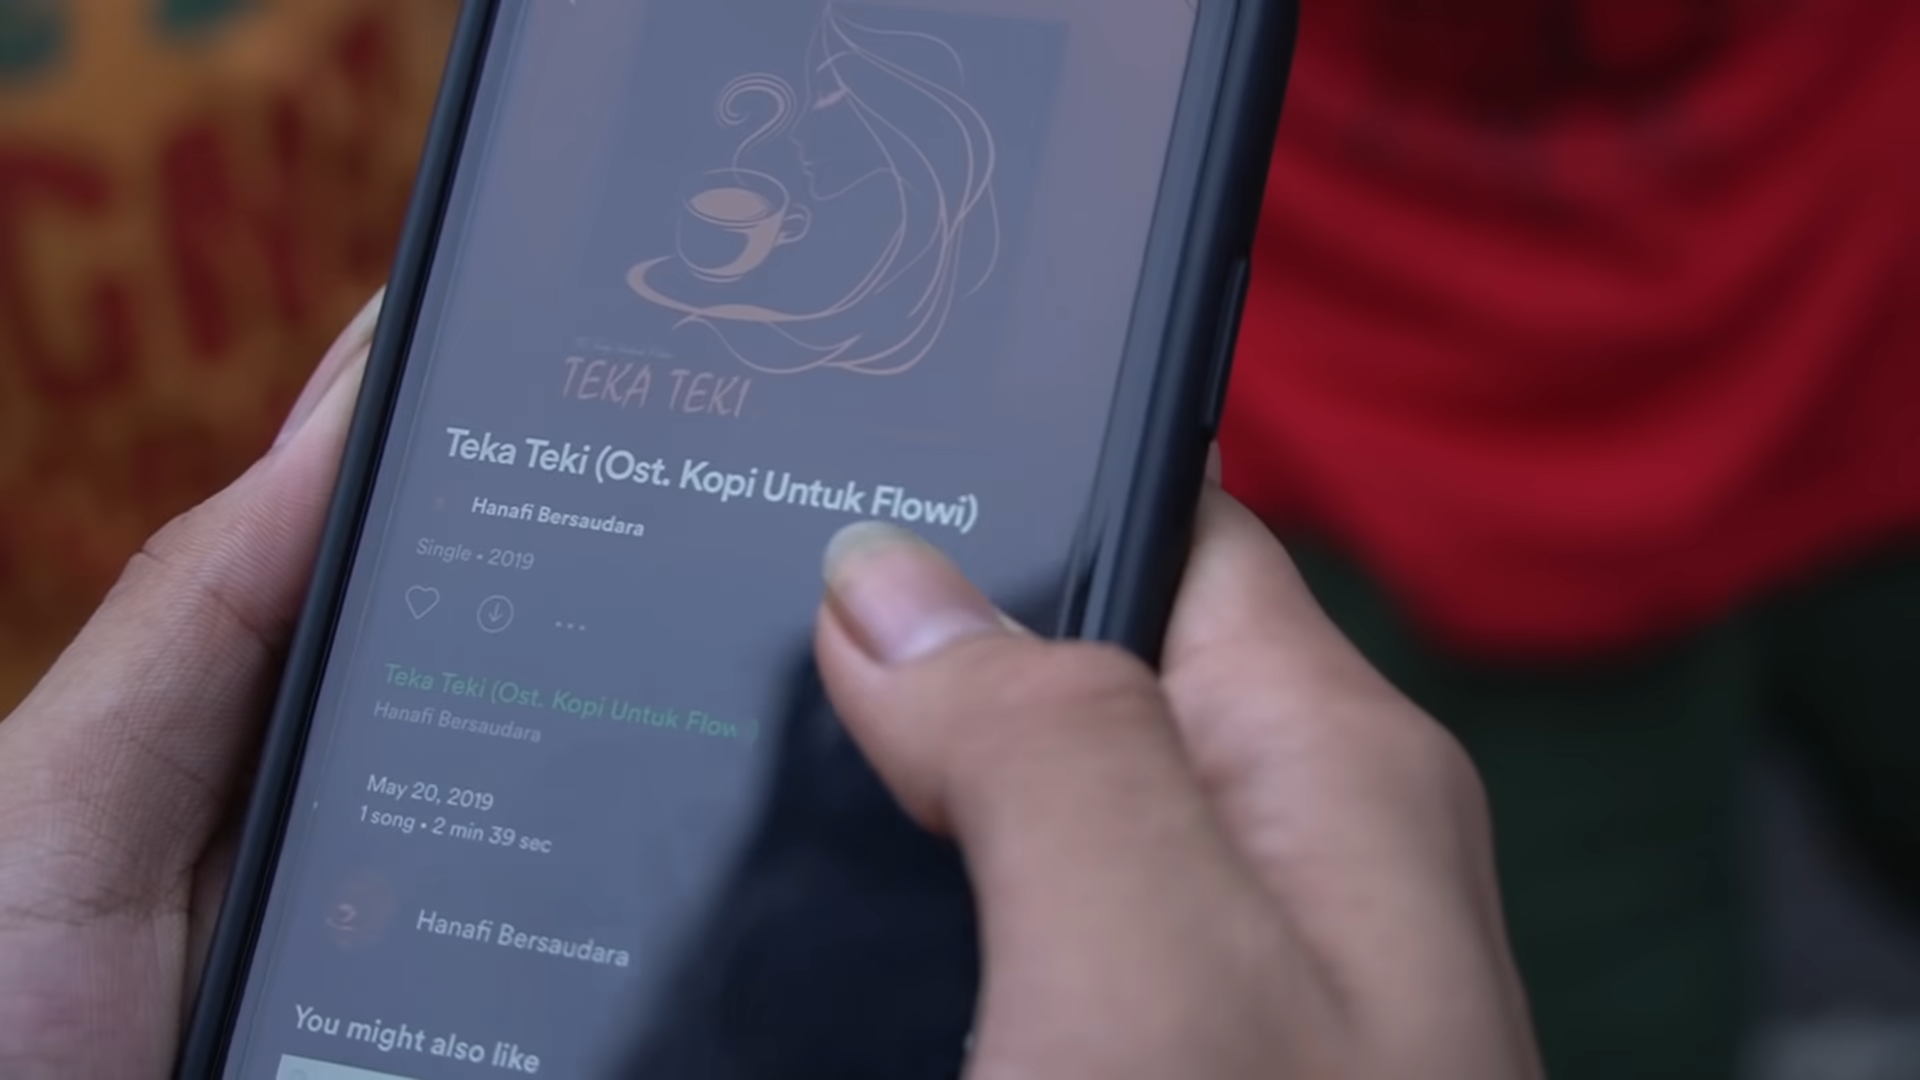 TEKA TEKI
Teka Teki (Ost. Kopi Untuk Flowi)
Hanafi Bersaudara
Single • 2019
Teka Teki (Ost. Kopi Untuk Flowi)
Hanafi Bersaudara
May 20, 2019
1 song • 2 min 39 sec
Hanafi Bersaudara
You might also like